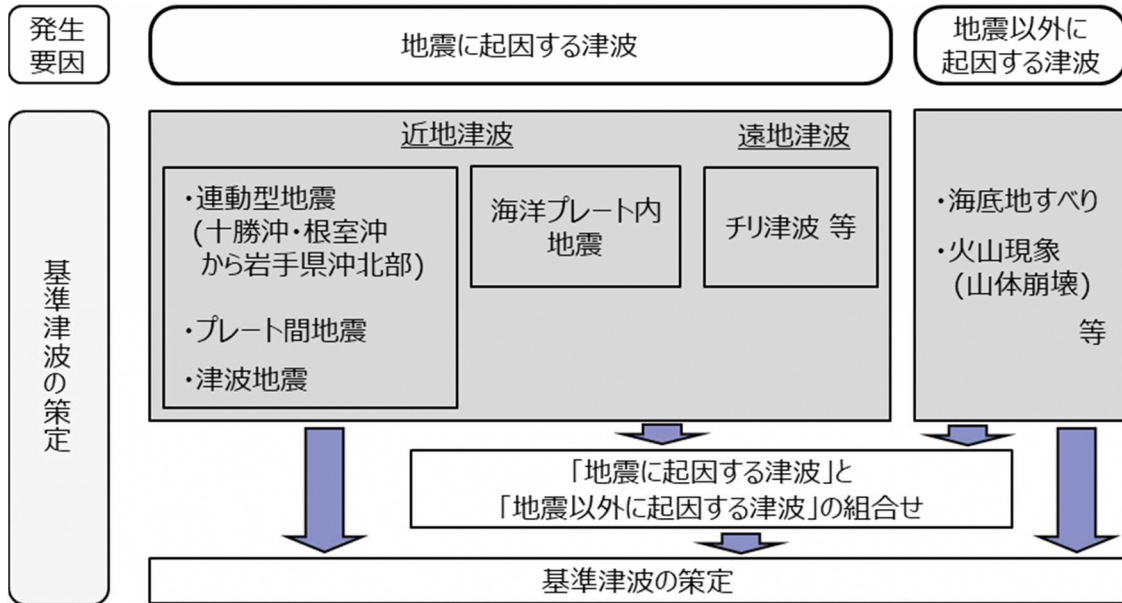 発生
要因
地震に起因する津波
地震以外に
起因する津波
基準津波の策定
近地津波
遠地津波
・連動型地震
(十勝沖・根室沖
から岩手県沖北部)
・プレート間地震
・津波地震
海洋プレート内
地震
チリ津波 等
・海底地すべり
・火山現象
(山体崩壊)
等
「地震に起因する津波」と
「地震以外に起因する津波」の組合せ
基準津波の策定